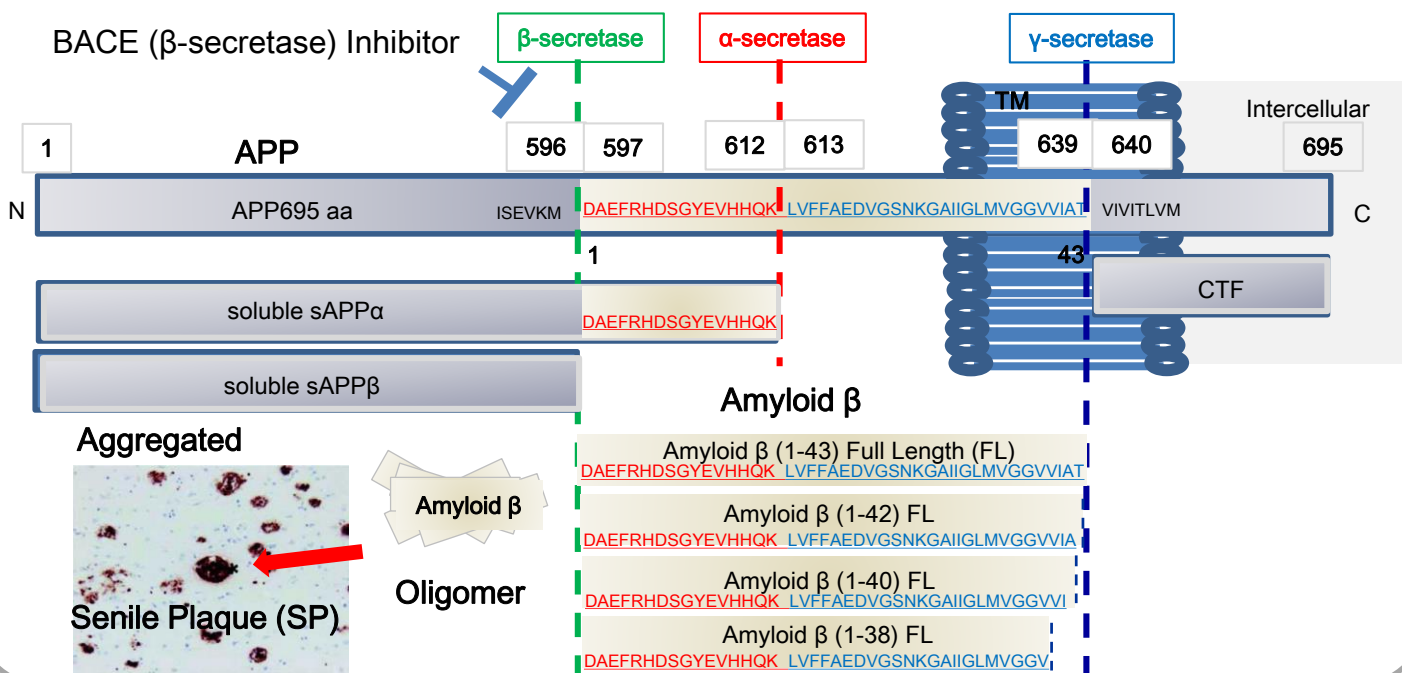 BACE (β-secretase) Inhibitor
β-secretase
α-secretase
γ-secretase
TM
Intercellular
1
APP
596
597
612
613
639
640
695
N
APP695 aa
ISEVKM
DAEFRHDSGYEVHHQK LVFFAEDVGSNKGAIIGLMVGGVVIAT
VIVITLVM
C
1
43
soluble sAPPα
DAEFRHDSGYEVHHQK
CTF
soluble sAPPβ
Amyloid β
Aggregated
Amyloid β (1-43) Full Length (FL)
DAEFRHDSGYEVHHQK LVFFAEDVGSNKGAIIGLMVGGVVIAT
Amyloid β
Amyloid β (1-42) FL
DAEFRHDSGYEVHHQK LVFFAEDVGSNKGAIIGLMVGGVVIA
Oligomer
Amyloid β (1-40) FL
DAEFRHDSGYEVHHQK LVFFAEDVGSNKGAIIGLMVGGVVI
Senile Plaque (SP)
Amyloid β (1-38) FL
DAEFRHDSGYEVHHQK LVFFAEDVGSNKGAIIGLMVGGV